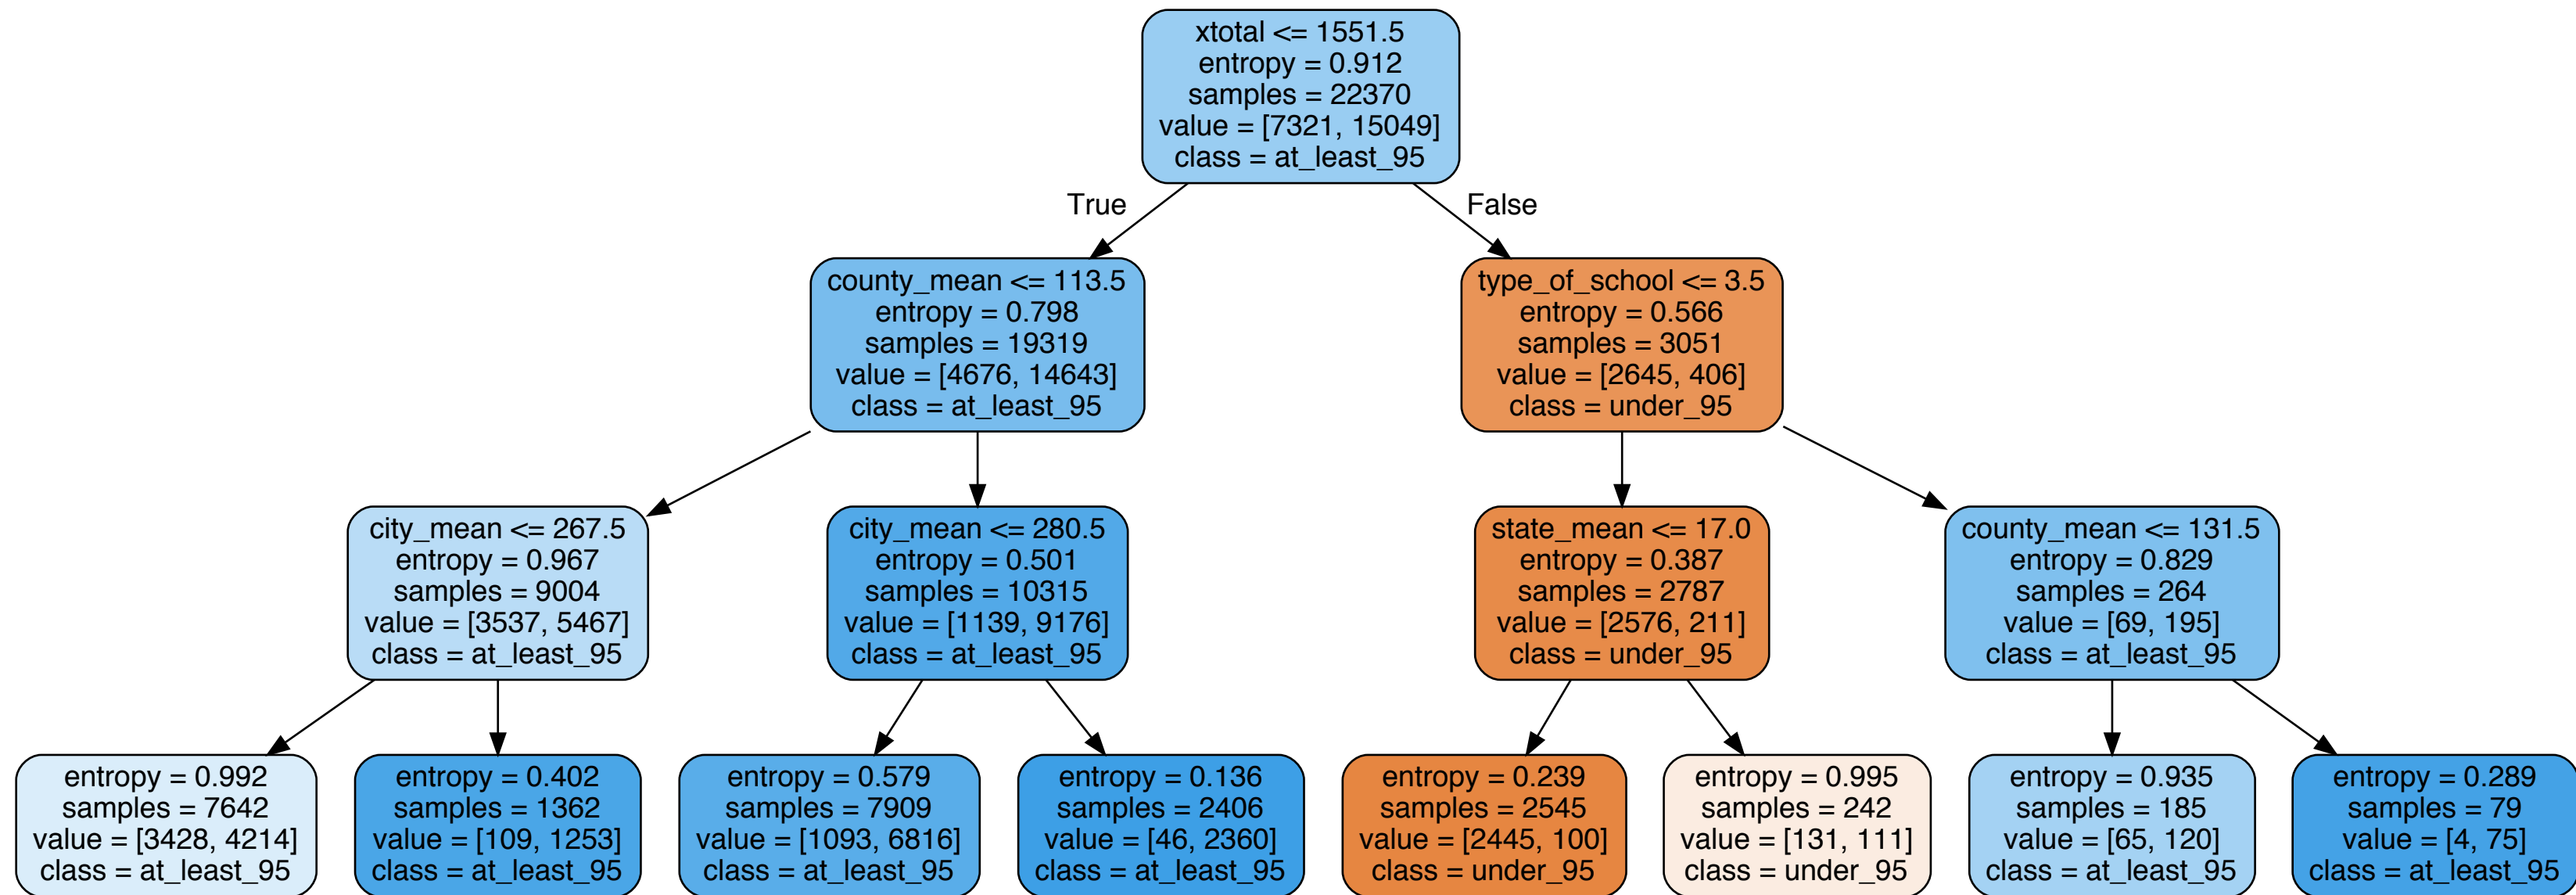 xtotal <= 1551.5
entropy = 0.912
samples = 22370
value = [7321, 15049]
class = at_least_95
True
False
county_mean <= 113.5
entropy = 0.798
samples = 19319
value = [4676, 14643]
class = at_least_95
type_of_school <= 3.5
entropy = 0.566
samples = 3051
value = [2645, 406]
class = under_95
city_mean <= 267.5
entropy = 0.967
samples = 9004
value = [3537, 5467]
class = at_least_95
city_mean <= 280.5
entropy = 0.501
samples = 10315
value = [1139, 9176]
class = at_least_95
state_mean <= 17.0
entropy = 0.387
samples = 2787
value = [2576, 211]
class = under_95
county_mean <= 131.5
entropy = 0.829
samples = 264
value = [69, 195]
class = at_least_95
entropy = 0.992
samples = 7642
value = [3428, 4214]
class = at_least_95
entropy = 0.402
samples = 1362
value = [109, 1253]
class = at_least_95
entropy = 0.579
samples = 7909
value = [1093, 6816]
class = at_least_95
entropy = 0.136
samples = 2406
value = [46, 2360]
class = at_least_95
entropy = 0.239
samples = 2545
value = [2445, 100]
class = under_95
entropy = 0.995
samples = 242
value = [131, 111]
class = under_95
entropy = 0.935
samples = 185
value = [65, 120]
class = at_least_95
entropy = 0.289
samples = 79
value = [4, 75]
class = at_least_95